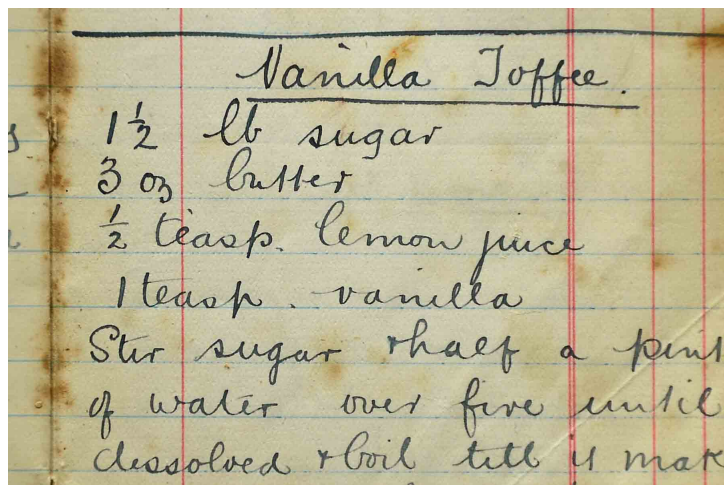 Vanilla Toffee.
1½ lb sugar
3 oz butter
½ teasp. lemon juice
1 teasp. vanilla
Stir sugar & half a pint
of water over fire until
dissolved & boil till it mak